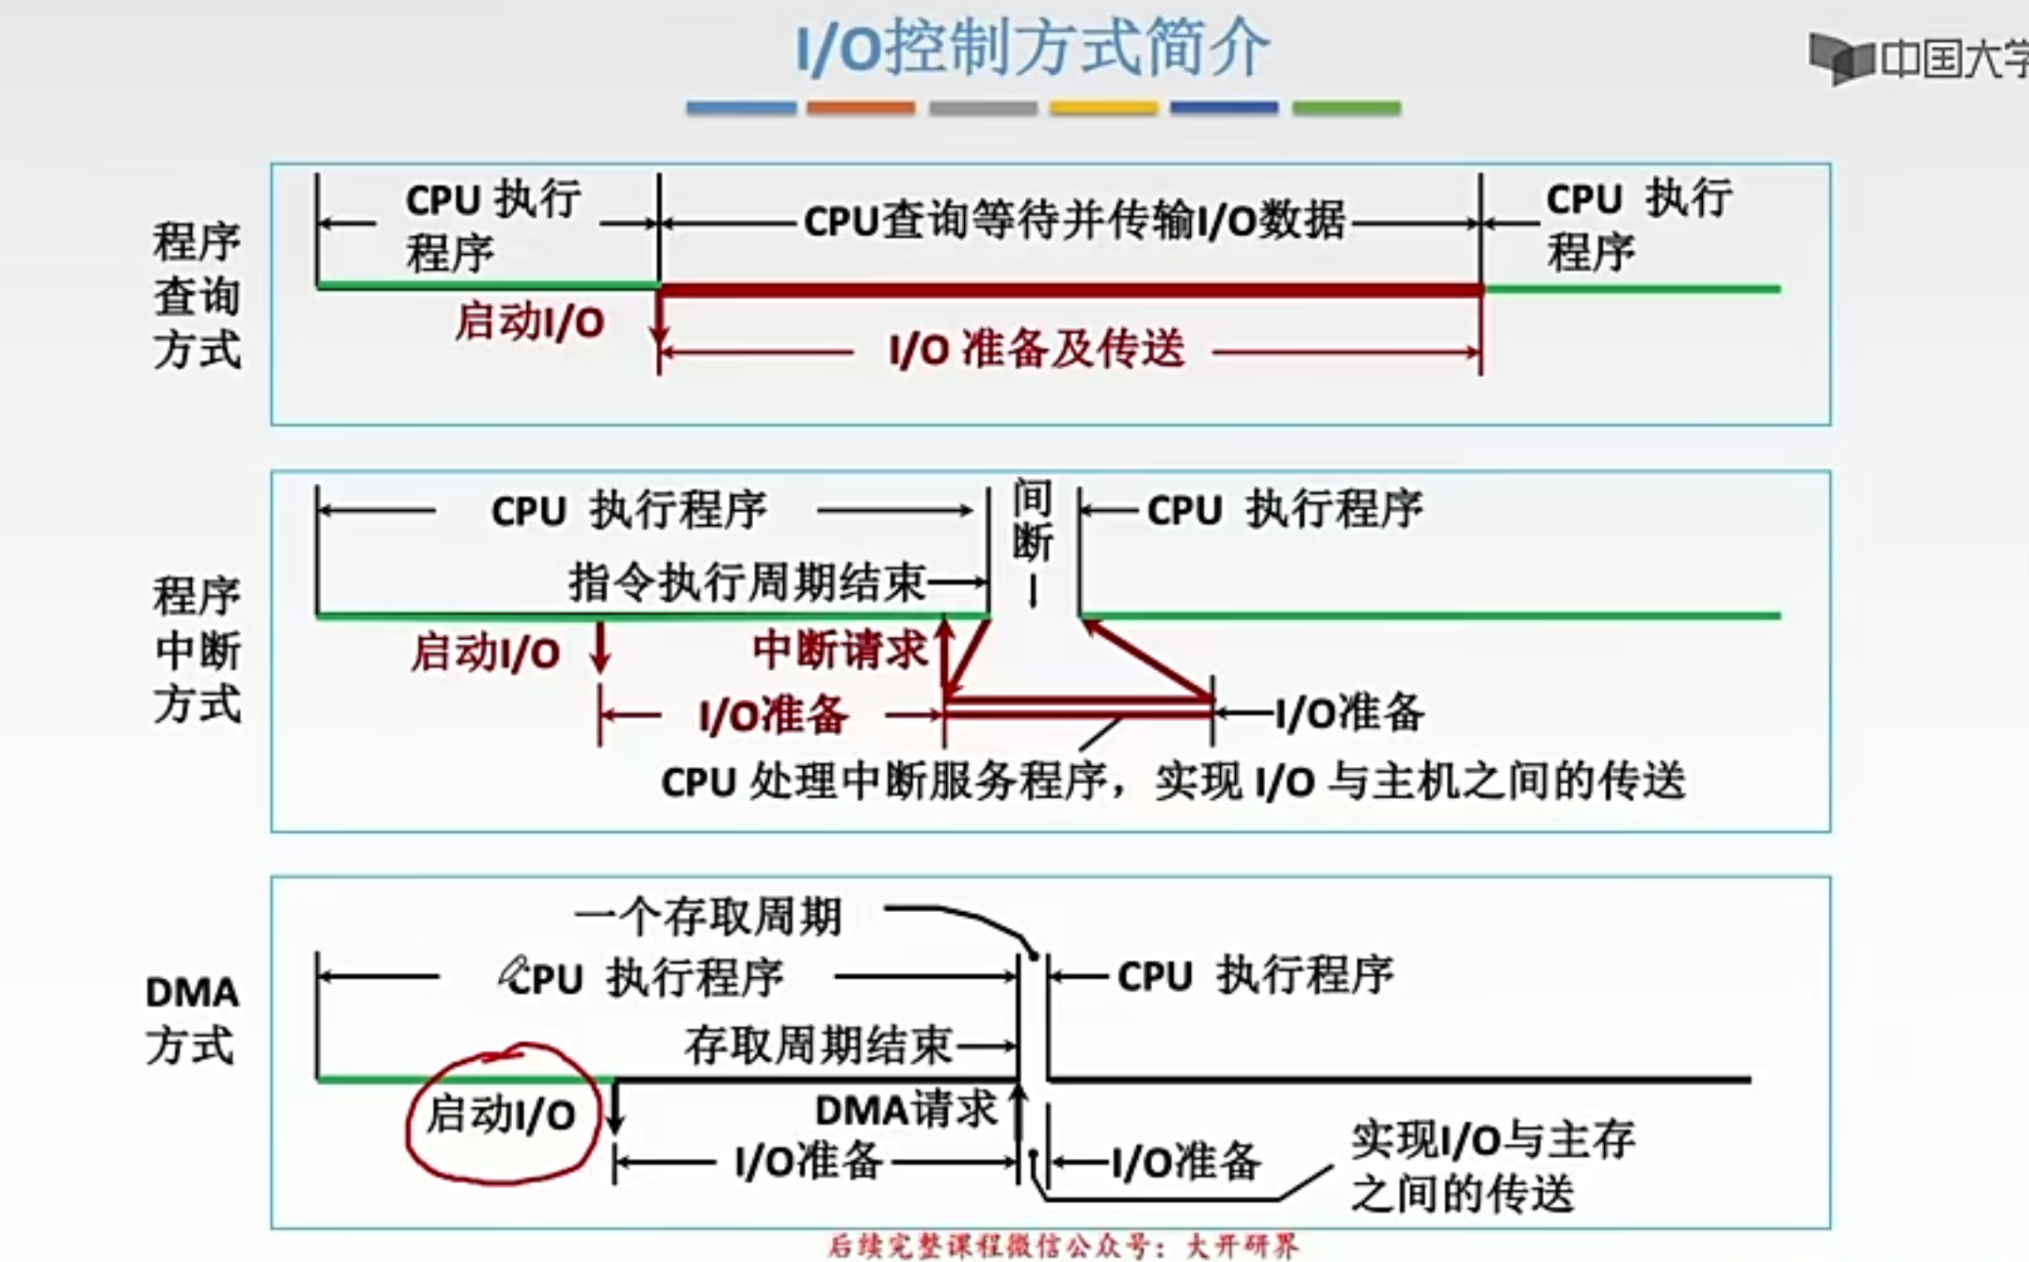 I/O控制方式简介
中国大学
程序
查询
方式
CPU 执行
程序
CPU查询等待并传输I/O数据
CPU 执行
程序
启动I/O
I/O 准备及传送
程序
中断
方式
CPU 执行程序
间
断
CPU 执行程序
指令执行周期结束
启动I/O
中断请求
I/O准备
I/O准备
CPU 处理中断服务程序，实现 I/O 与主机之间的传送
DMA
方式
一个存取周期
CPU 执行程序
CPU 执行程序
存取周期结束
启动I/O
DMA请求
I/O准备
I/O准备
实现I/O与主存
之间的传送
后续完整课程微信公众号：大开研界